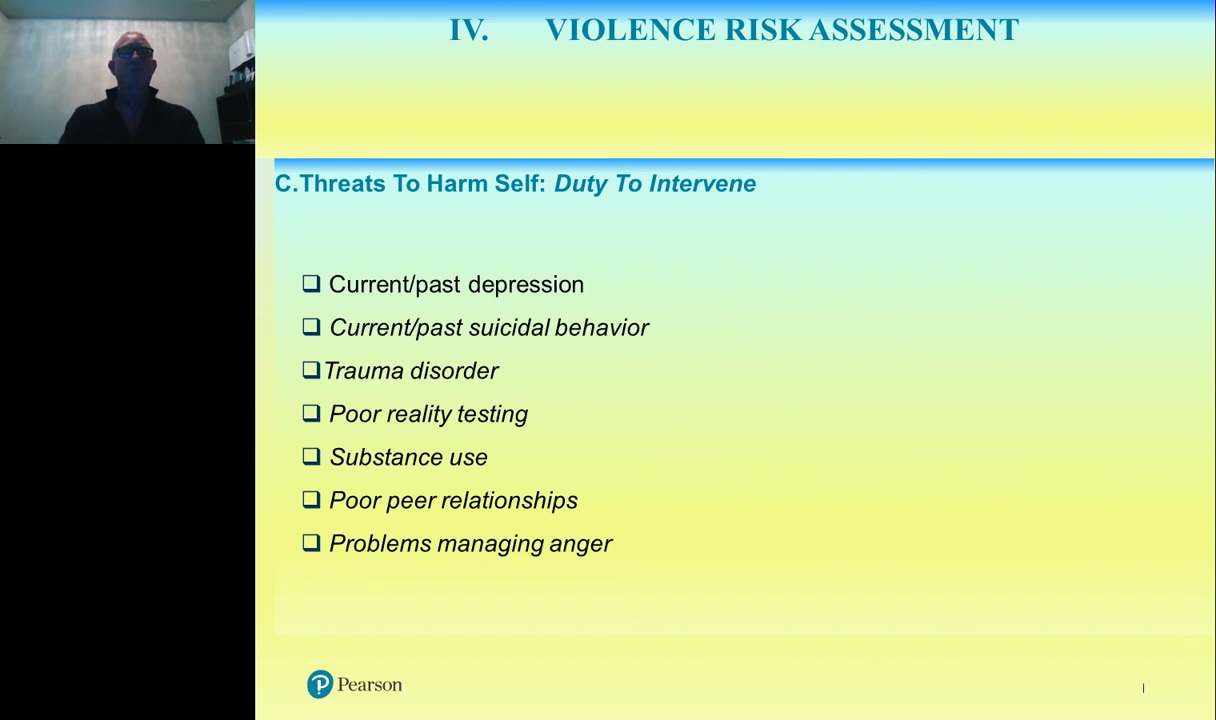 IV. VIOLENCE RISK ASSESSMENT
C.Threats To Harm Self: Duty To Intervene
❑ Current/past depression
❑ Current/past suicidal behavior
❑Trauma disorder
❑ Poor reality testing
❑ Substance use
❑ Poor peer relationships
❑ Problems managing anger
Pearson